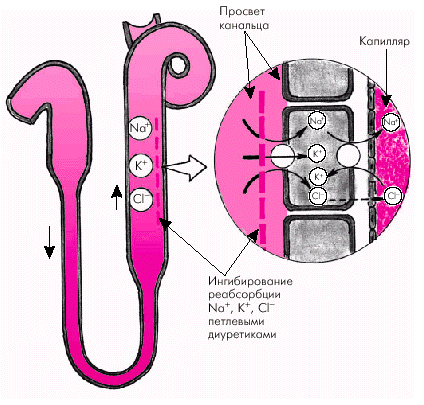 Просвет
канальца
Капилляр
Na⁺
K⁺
Cl⁻
Na⁺
K⁺
K⁺
Cl⁻
Na⁺
Cl⁻
Ингибирование
реабсорбции
Na⁺, K⁺, Cl⁻
петлевыми
диуретиками